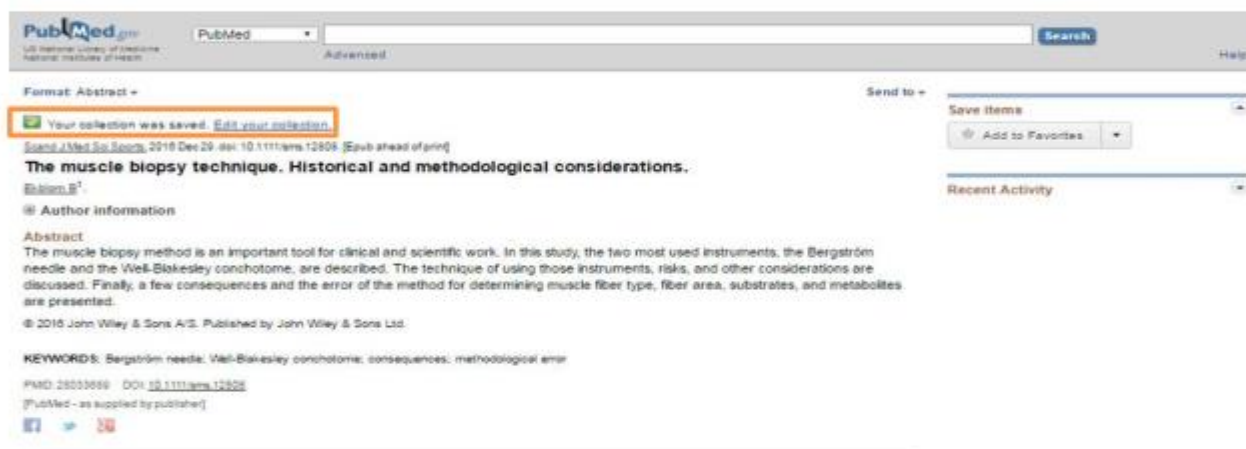 PubMed.gov
PubMed
Search
US National Library of Medicine
National Institutes of Health
Advanced
Help
Format: Abstract
Send to
Your collection was saved. Edit your collection.
Scand J Med Sci Sports. 2016 Dec 29. doi: 10.1111/sms.12808. [Epub ahead of print]
The muscle biopsy technique. Historical and methodological considerations.
Ekblom B1.
Author information
Abstract
The muscle biopsy method is an important tool for clinical and scientific work. In this study, the two most used instruments, the Bergström
needle and the Weil-Blakesley conchotome, are described. The technique of using those instruments, risks, and other considerations are
discussed. Finally, a few consequences and the error of the method for determining muscle fiber type, fiber area, substrates, and metabolites
are presented.
© 2016 John Wiley & Sons A/S. Published by John Wiley & Sons Ltd.
KEYWORDS: Bergström needle; Weil-Blakesley conchotome; consequences; methodological error
PMID: DOI: 10.1111/sms.12808
[PubMed - as supplied by publisher]
Save items
Add to Favorites
Recent Activity